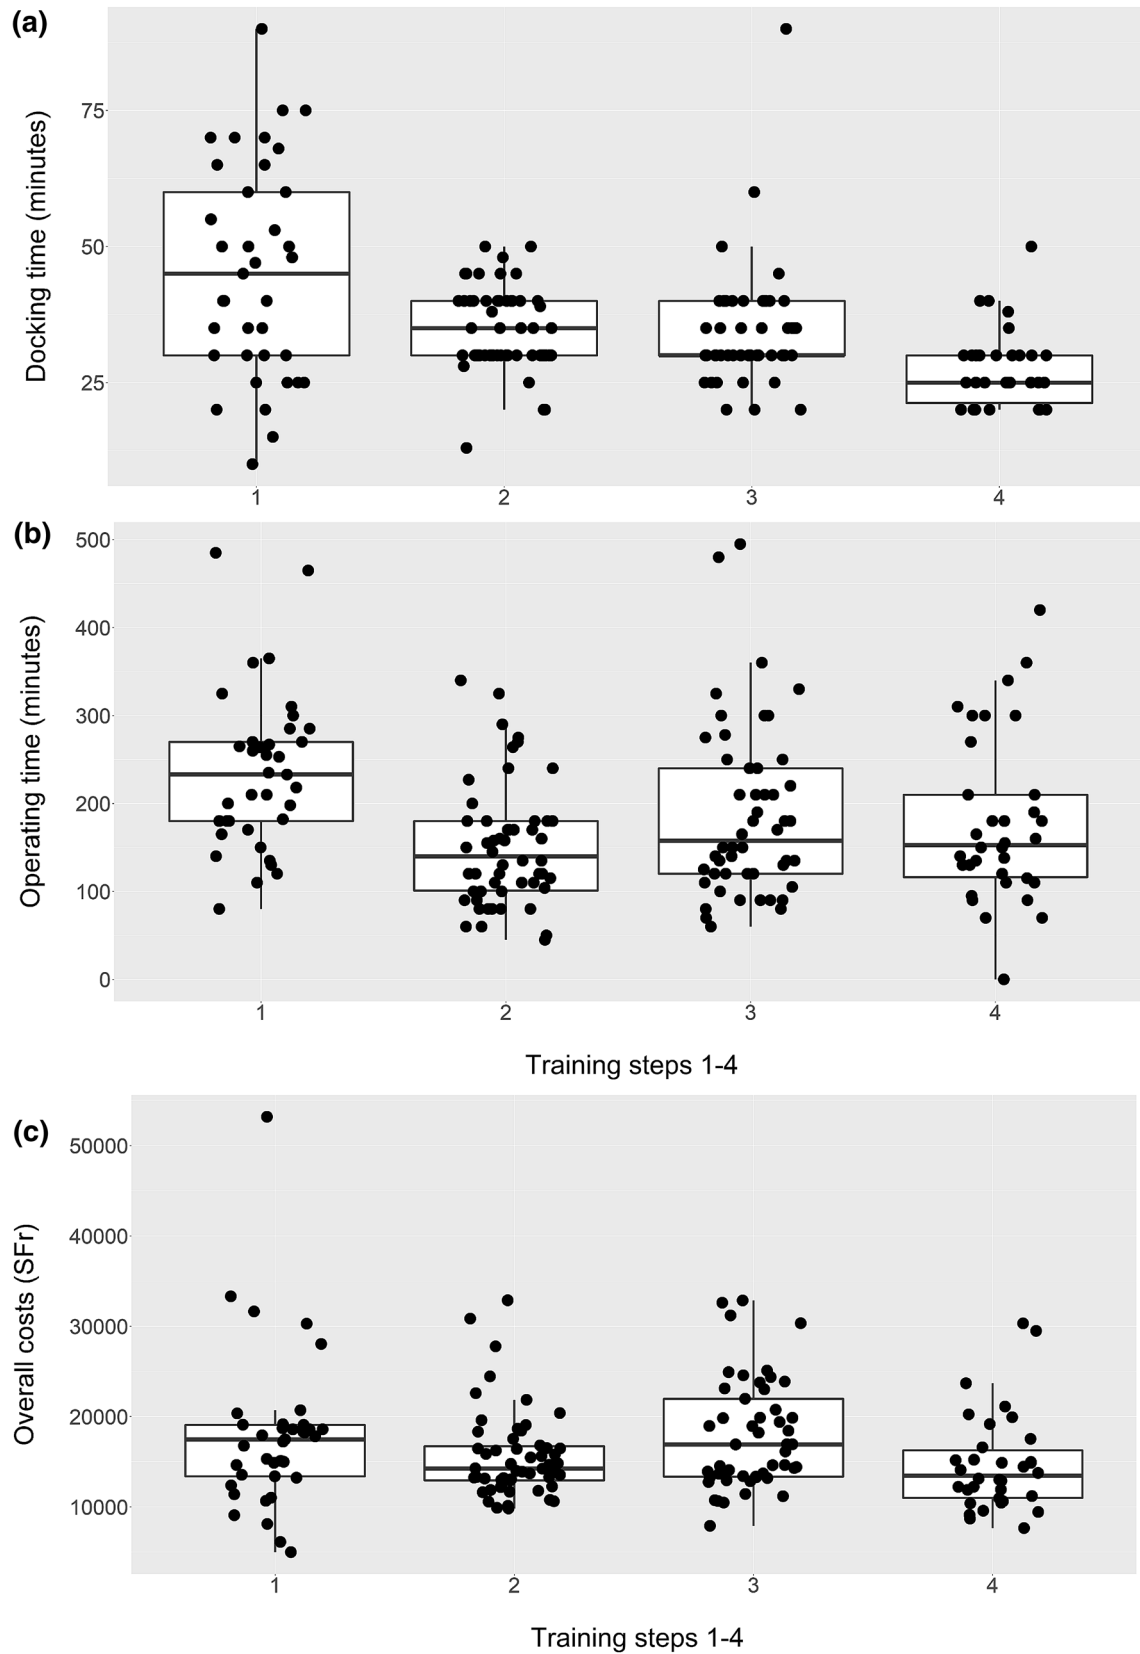 (a)
Docking time (minutes)
75
50
25
1 2 3 4
(b)
Operating time (minutes)
500
400
300
200
100
0
1 2 3 4
Training steps 1-4
(c)
Overall costs (SFr)
50000
40000
30000
20000
10000
1 2 3 4
Training steps 1-4